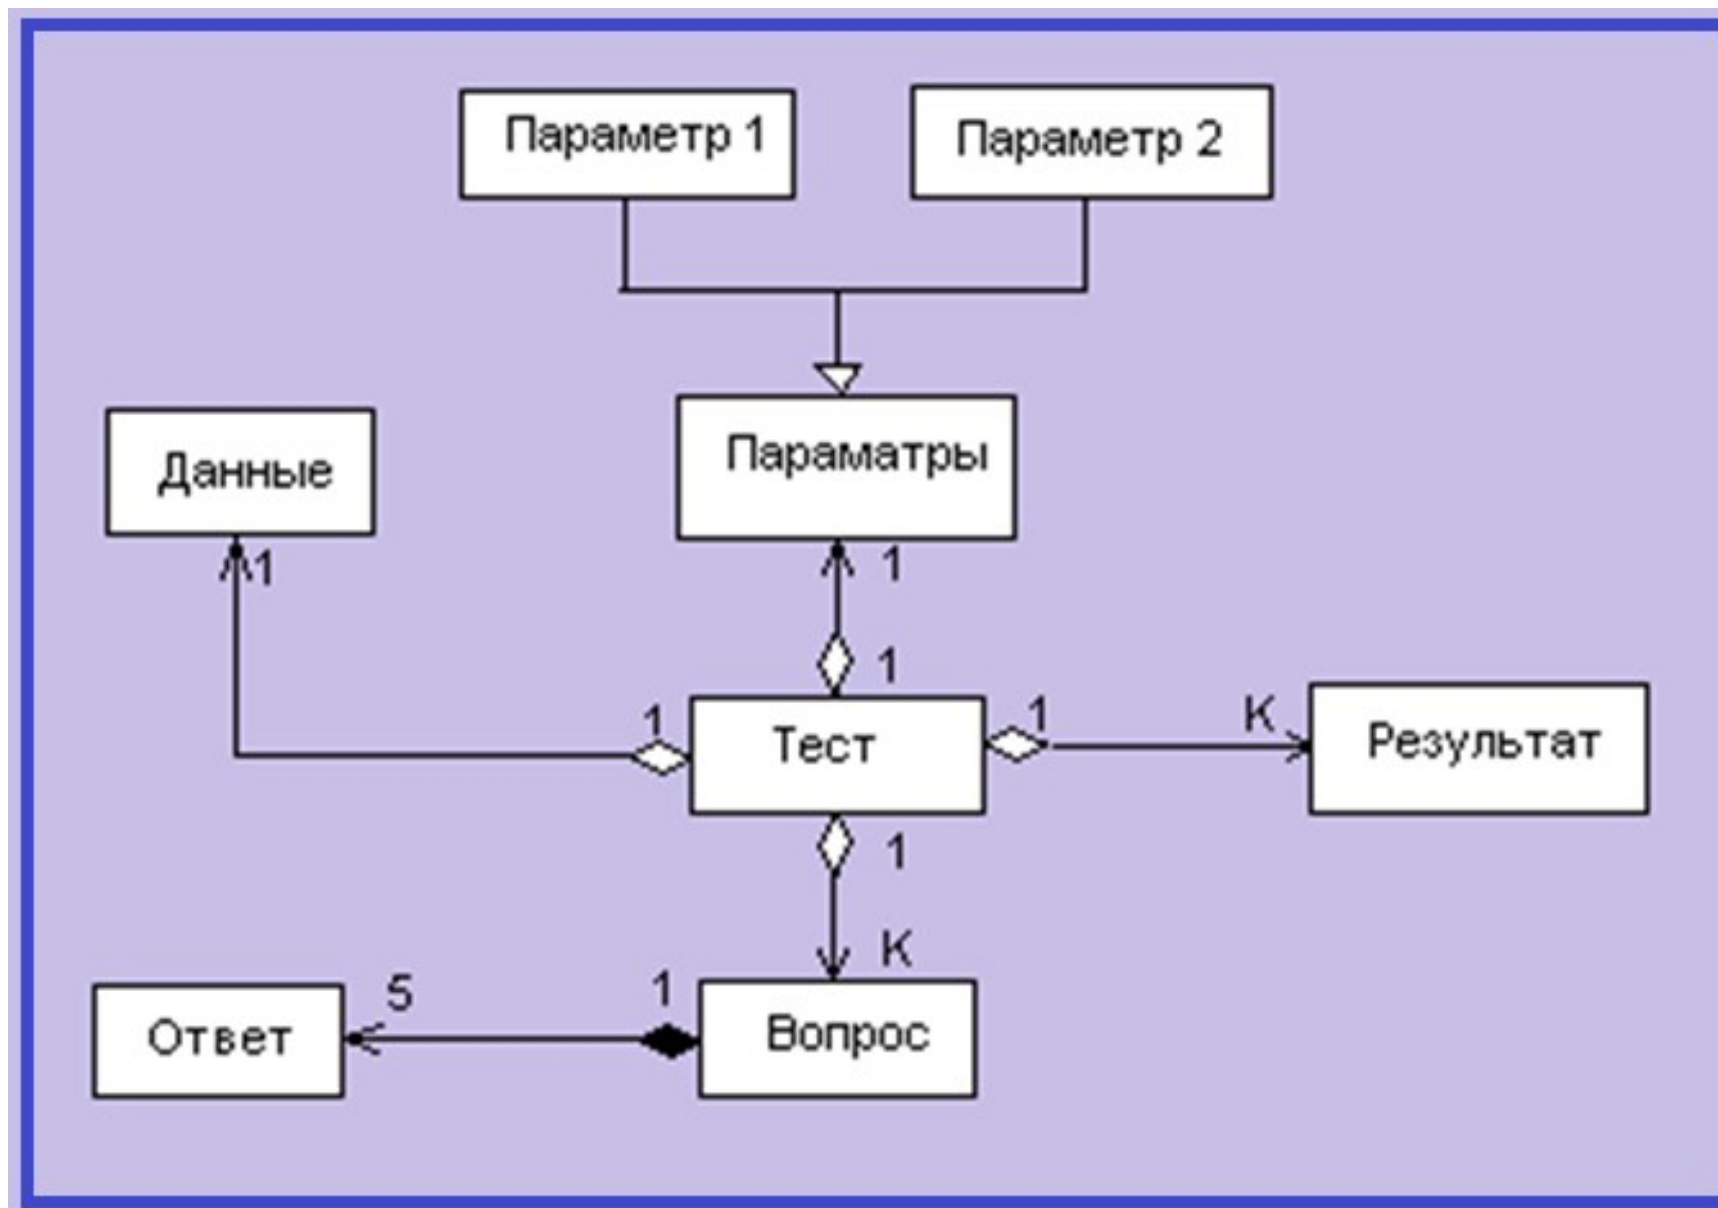 Параметр 1
Параметр 2
Данные
Параматры
1
1
1
1
1
К
Тест
Результат
1
К
5
1
Ответ
Вопрос